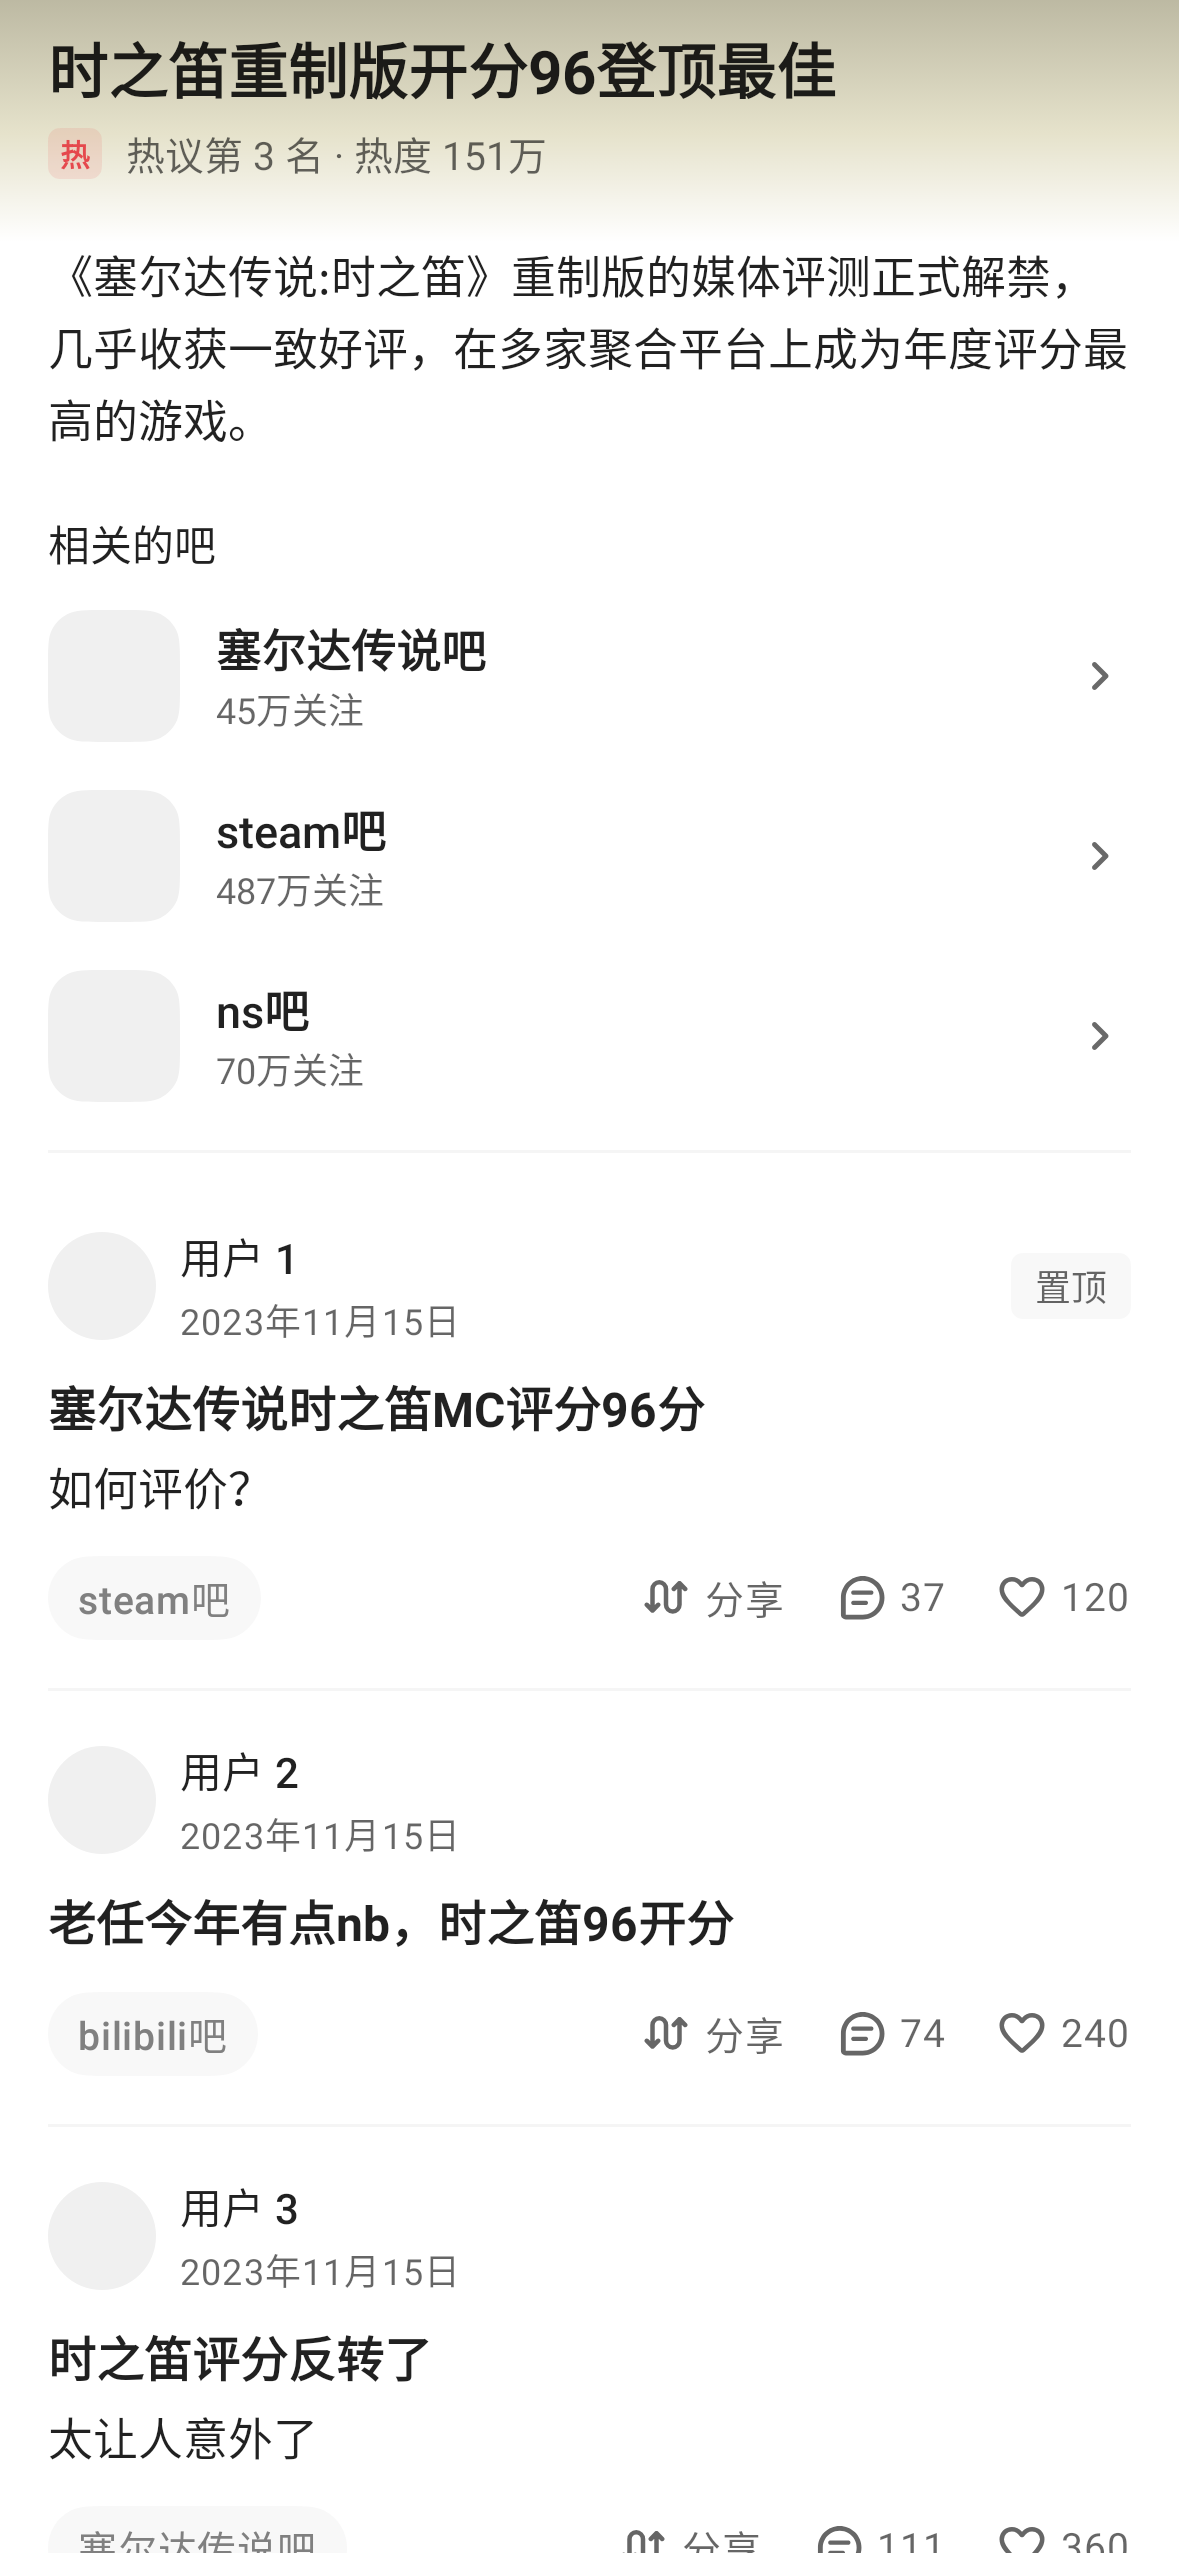 时之笛重制版开分96登顶最佳
热 热议第 3 名 · 热度 151万
《塞尔达传说:时之笛》重制版的媒体评测正式解禁，
几乎收获一致好评，在多家聚合平台上成为年度评分最
高的游戏。
相关的吧
塞尔达传说吧
45万关注
steam吧
487万关注
ns吧
70万关注
用户 1
2023年11月15日
置顶
塞尔达传说时之笛MC评分96分
如何评价？
steam吧 分享 37 120
用户 2
2023年11月15日
老任今年有点nb，时之笛96开分
bilibili吧 分享 74 240
用户 3
2023年11月15日
时之笛评分反转了
太让人意外了
塞尔达传说吧 分享 111 360